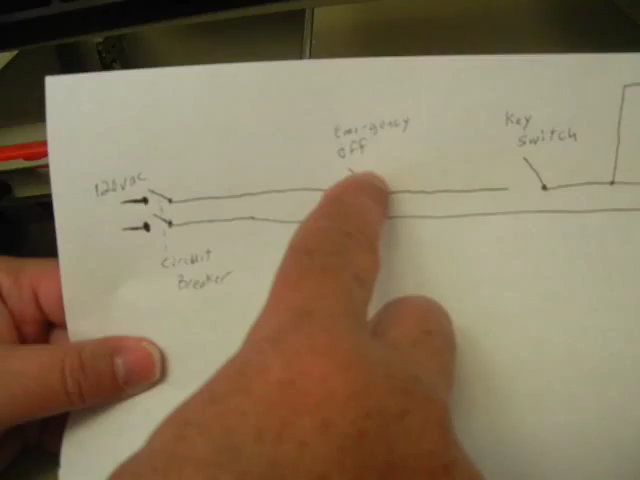 Emergency
off
Key
switch
120VAC
Circuit
Breaker